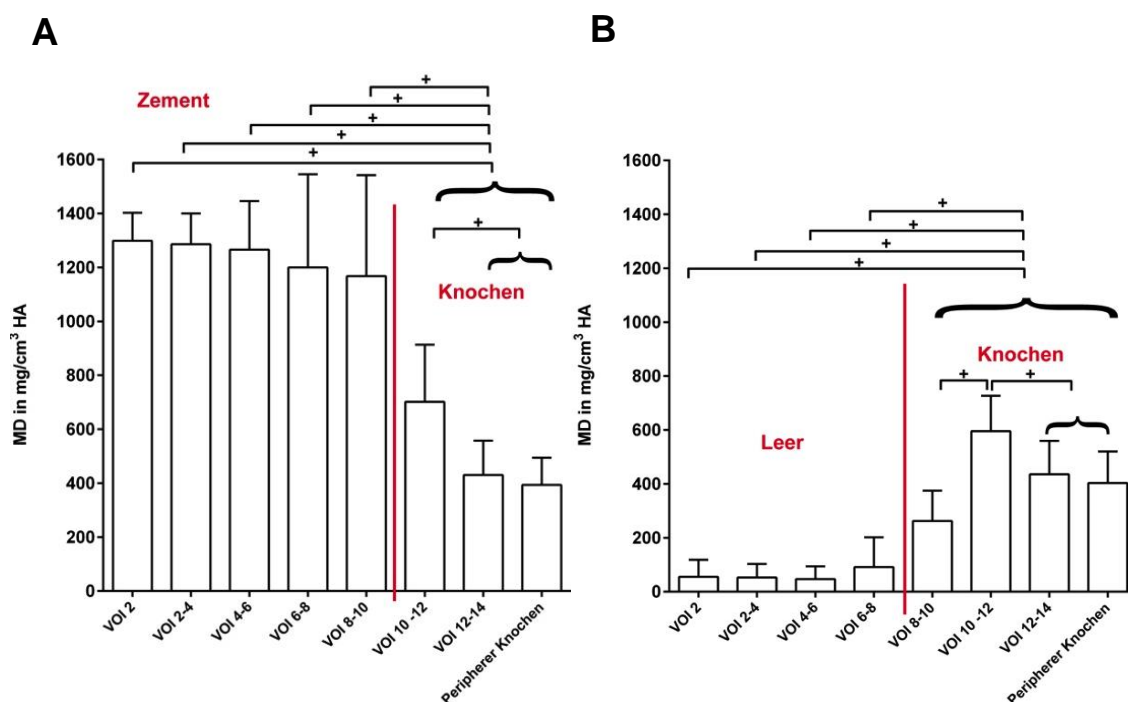 A
Zement
+
+
+
+
+
+
Knochen
MD in mg/cm³ HA
1600
1400
1200
1000
800
600
400
200
0
VOI 2
VOI 2-4
VOI 4-6
VOI 6-8
VOI 8-10
VOI 10 -12
VOI 12-14
Peripherer Knochen
B
+
+
+
+
Knochen
+
+
Leer
MD in mg/cm³ HA
1600
1400
1200
1000
800
600
400
200
0
VOI 2
VOI 2-4
VOI 4-6
VOI 6-8
VOI 8-10
VOI 10 -12
VOI 12-14
Peripherer Knochen